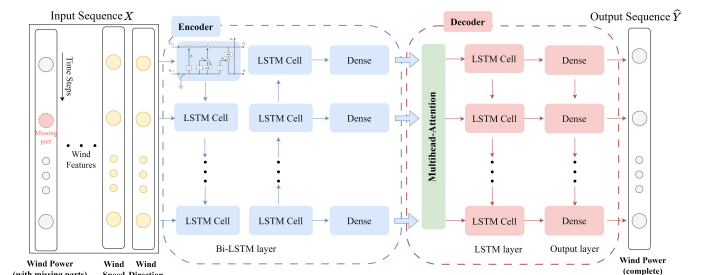 Input Sequence X
Encoder
Decoder
Output Sequence Ŷ
Time Steps
LSTM Cell
Dense
LSTM Cell
Dense
Missing part
LSTM Cell
LSTM Cell
Dense
Multihead-Attention
LSTM Cell
Dense
Wind Features
LSTM Cell
LSTM Cell
Dense
LSTM Cell
Dense
Bi-LSTM layer
LSTM layer
Output layer
Wind Power
(with missing parts)
Wind
Speed
Wind
Direction
Wind Power
(complete)